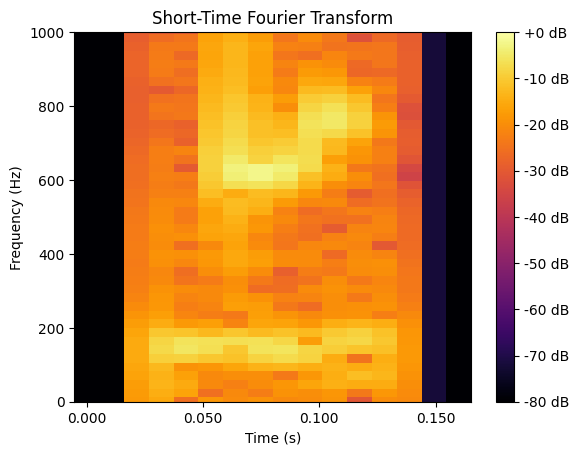 Short-Time Fourier Transform
Frequency (Hz)
1000
800
600
400
200
0
0.000
0.050
0.100
0.150
Time (s)
+0 dB
-10 dB
-20 dB
-30 dB
-40 dB
-50 dB
-60 dB
-70 dB
-80 dB